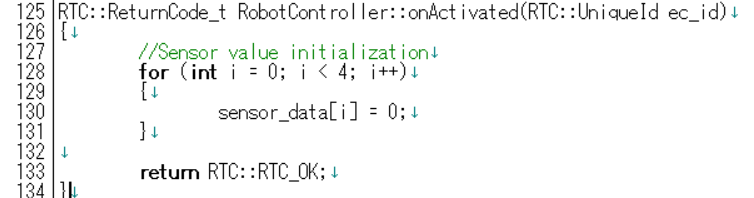 125 RTC::ReturnCode_t RobotController::onActivated(RTC::UniqueId ec_id)↓
126 {↓
127 //Sensor value initialization↓
128 for (int i = 0; i < 4; i++)↓
129 {↓
130 sensor_data[i] = 0;↓
131 }↓
132 ↓
133 return RTC::RTC_OK;↓
134 }↓